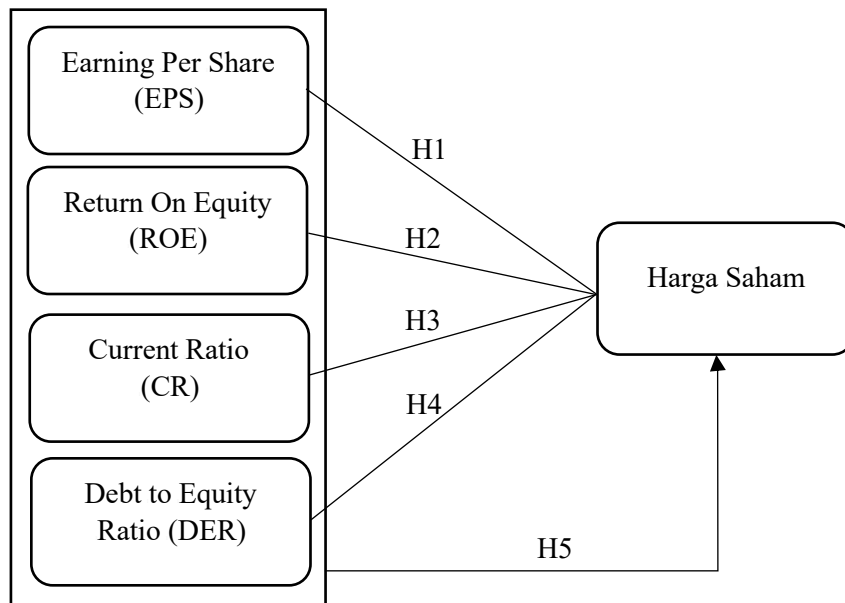 Earning Per Share
(EPS)
H1
Return On Equity
(ROE)
H2
Harga Saham
H3
Current Ratio
(CR)
H4
Debt to Equity
Ratio (DER)
H5